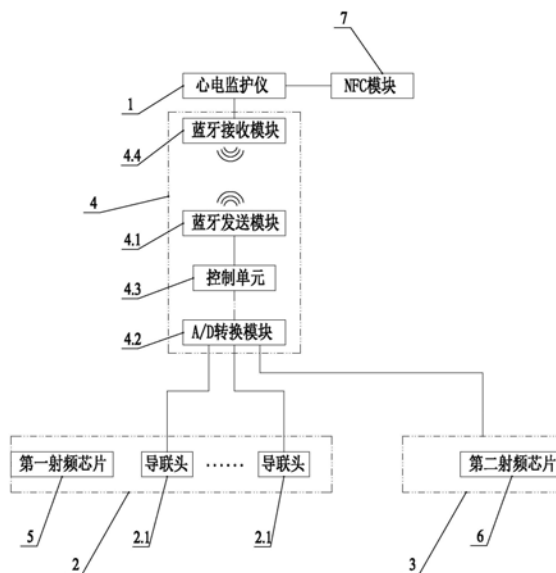 7
心电监护仪
NFC模块
1
蓝牙接收模块
4.4
4
蓝牙发送模块
4.1
控制单元
4.3
A/D转换模块
4.2
第一射频芯片
导联头
……
导联头
第二射频芯片
5
2
2.1
2.1
3
6